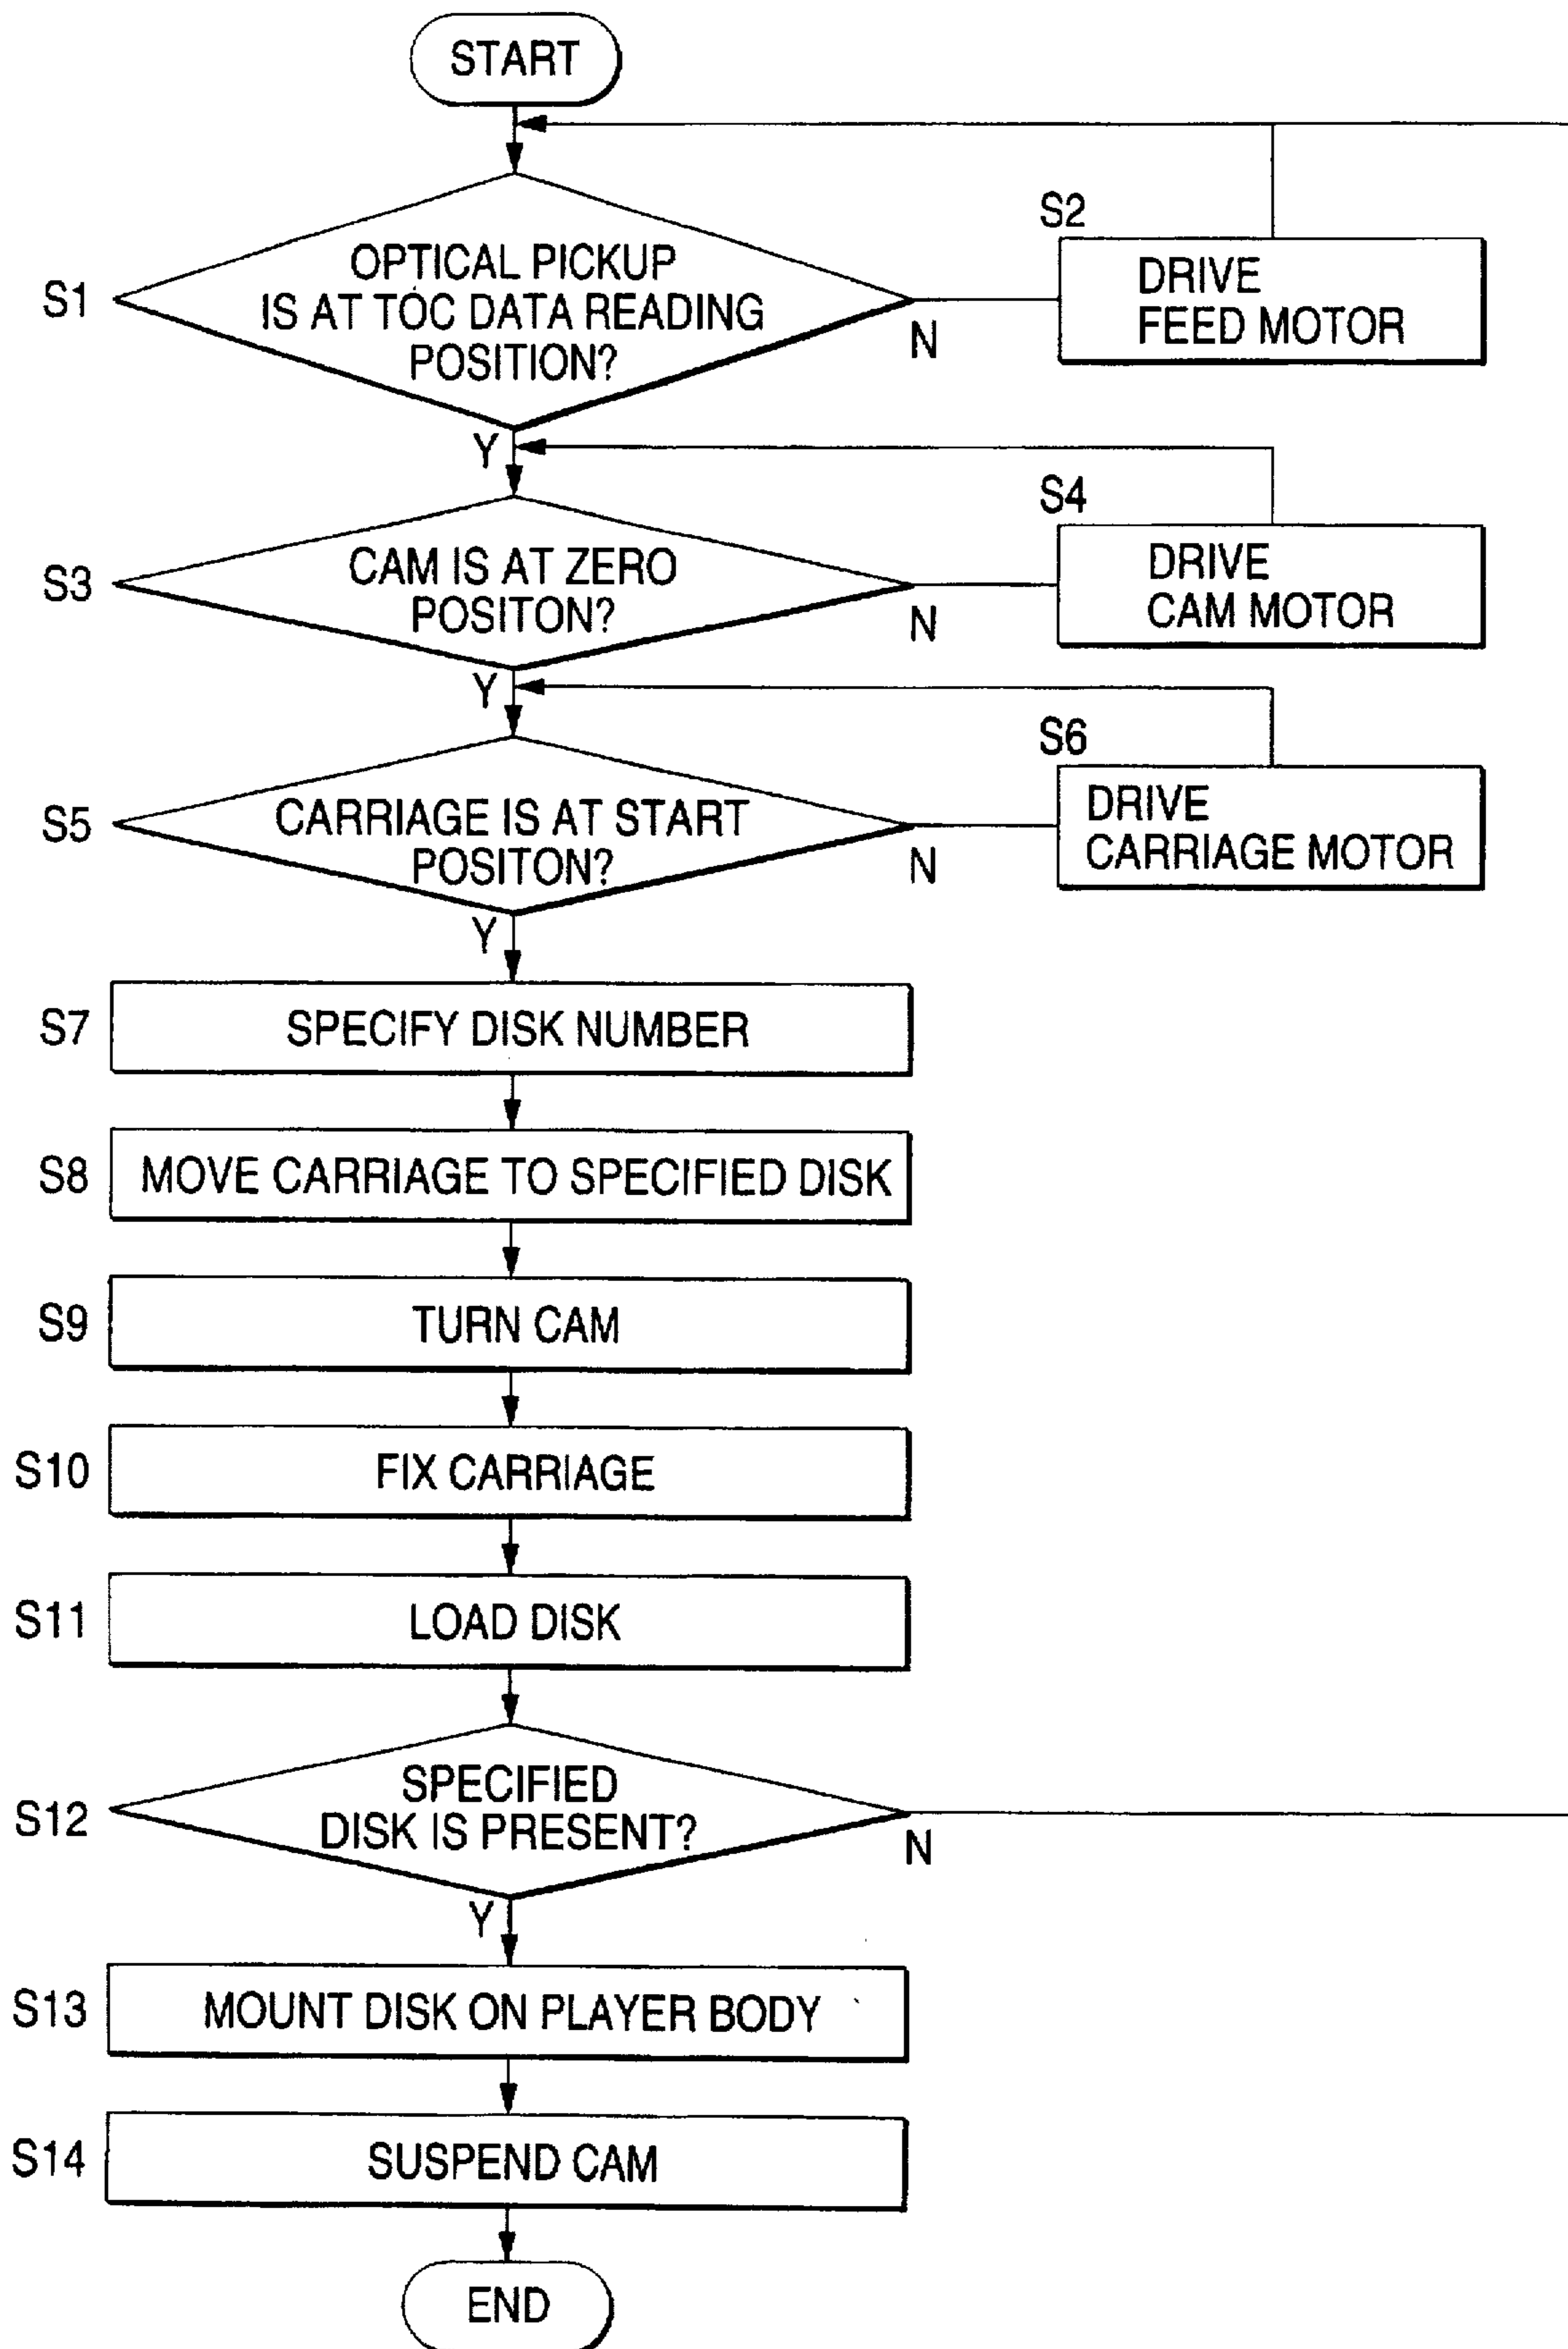 START
S1
OPTICAL PICKUP
IS AT TOC DATA READING
POSITION?
N
S2
DRIVE
FEED MOTOR
Y
S3
CAM IS AT ZERO
POSITON?
N
S4
DRIVE
CAM MOTOR
Y
S5
CARRIAGE IS AT START
POSITON?
N
S6
DRIVE
CARRIAGE MOTOR
Y
S7
SPECIFY DISK NUMBER
S8
MOVE CARRIAGE TO SPECIFIED DISK
S9
TURN CAM
S10
FIX CARRIAGE
S11
LOAD DISK
S12
SPECIFIED
DISK IS PRESENT?
N
Y
S13
MOUNT DISK ON PLAYER BODY
S14
SUSPEND CAM
END